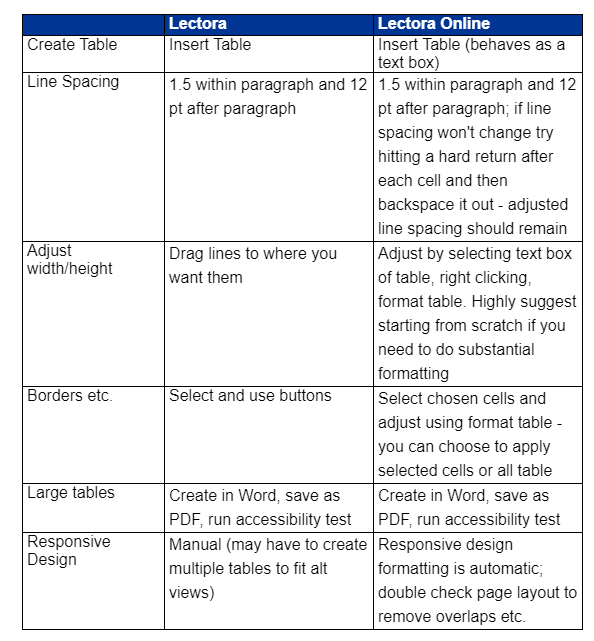 Lectora
Lectora Online
Create Table
Insert Table
Insert Table (behaves as a
text box)
Line Spacing
1.5 within paragraph and 12
pt after paragraph
1.5 within paragraph and 12
pt after paragraph; if line
spacing won't change try
hitting a hard return after
each cell and then
backspace it out - adjusted
line spacing should remain
Adjust
width/height
Drag lines to where you
want them
Adjust by selecting text box
of table, right clicking,
format table. Highly suggest
starting from scratch if you
need to do substantial
formatting
Borders etc.
Select and use buttons
Select chosen cells and
adjust using format table -
you can choose to apply
selected cells or all table
Large tables
Create in Word, save as
PDF, run accessibility test
Create in Word, save as
PDF, run accessibility test
Responsive
Design
Manual (may have to create
multiple tables to fit alt
views)
Responsive design
formatting is automatic;
double check page layout to
remove overlaps etc.